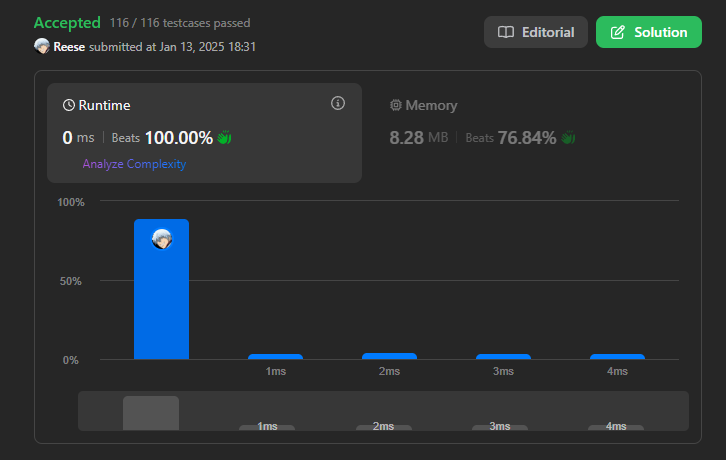 Accepted 116 / 116 testcases passed
Reese submitted at Jan 13, 2025 18:31
Editorial
Solution
Runtime
0 ms Beats 100.00%
Analyze Complexity
Memory
8.28 MB Beats 76.84%
100%
50%
0%
1ms 2ms 3ms 4ms
1ms 2ms 3ms 4ms